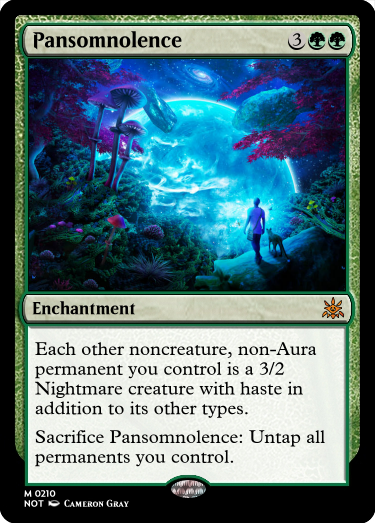 Pansomnolence 3
Enchantment
Each other noncreature, non-Aura
permanent you control is a 3/2
Nightmare creature with haste in
addition to its other types.
Sacrifice Pansomnolence: Untap all
permanents you control.
M 0210
NOT Cameron Gray